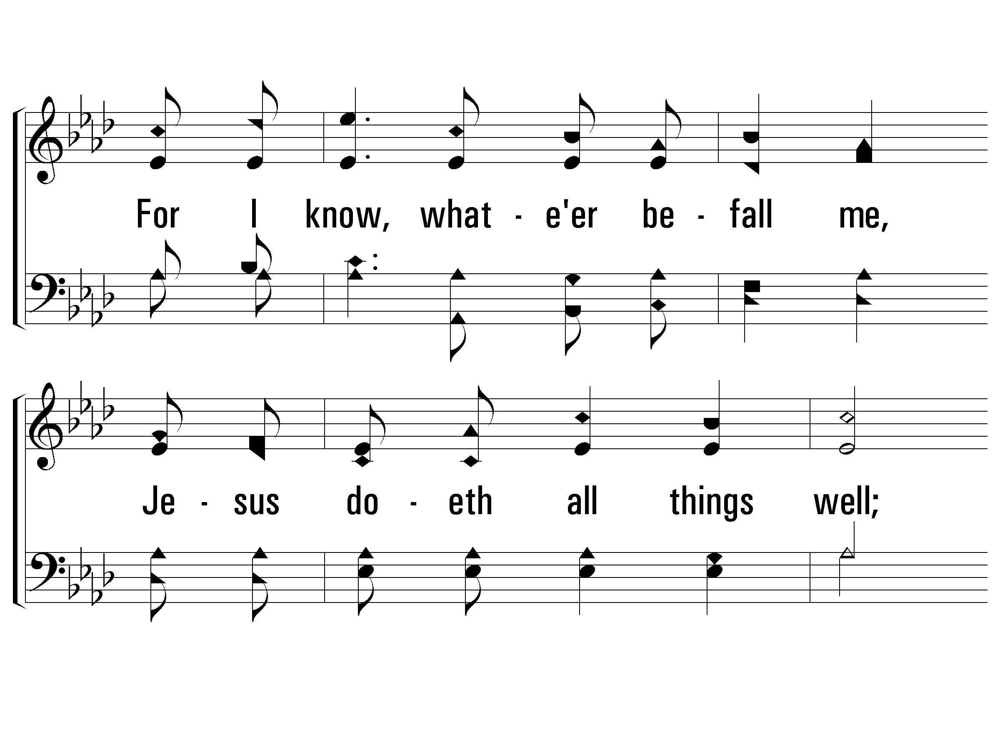 For I know, what - e'er be - fall me,
Je - sus do - eth all things well;